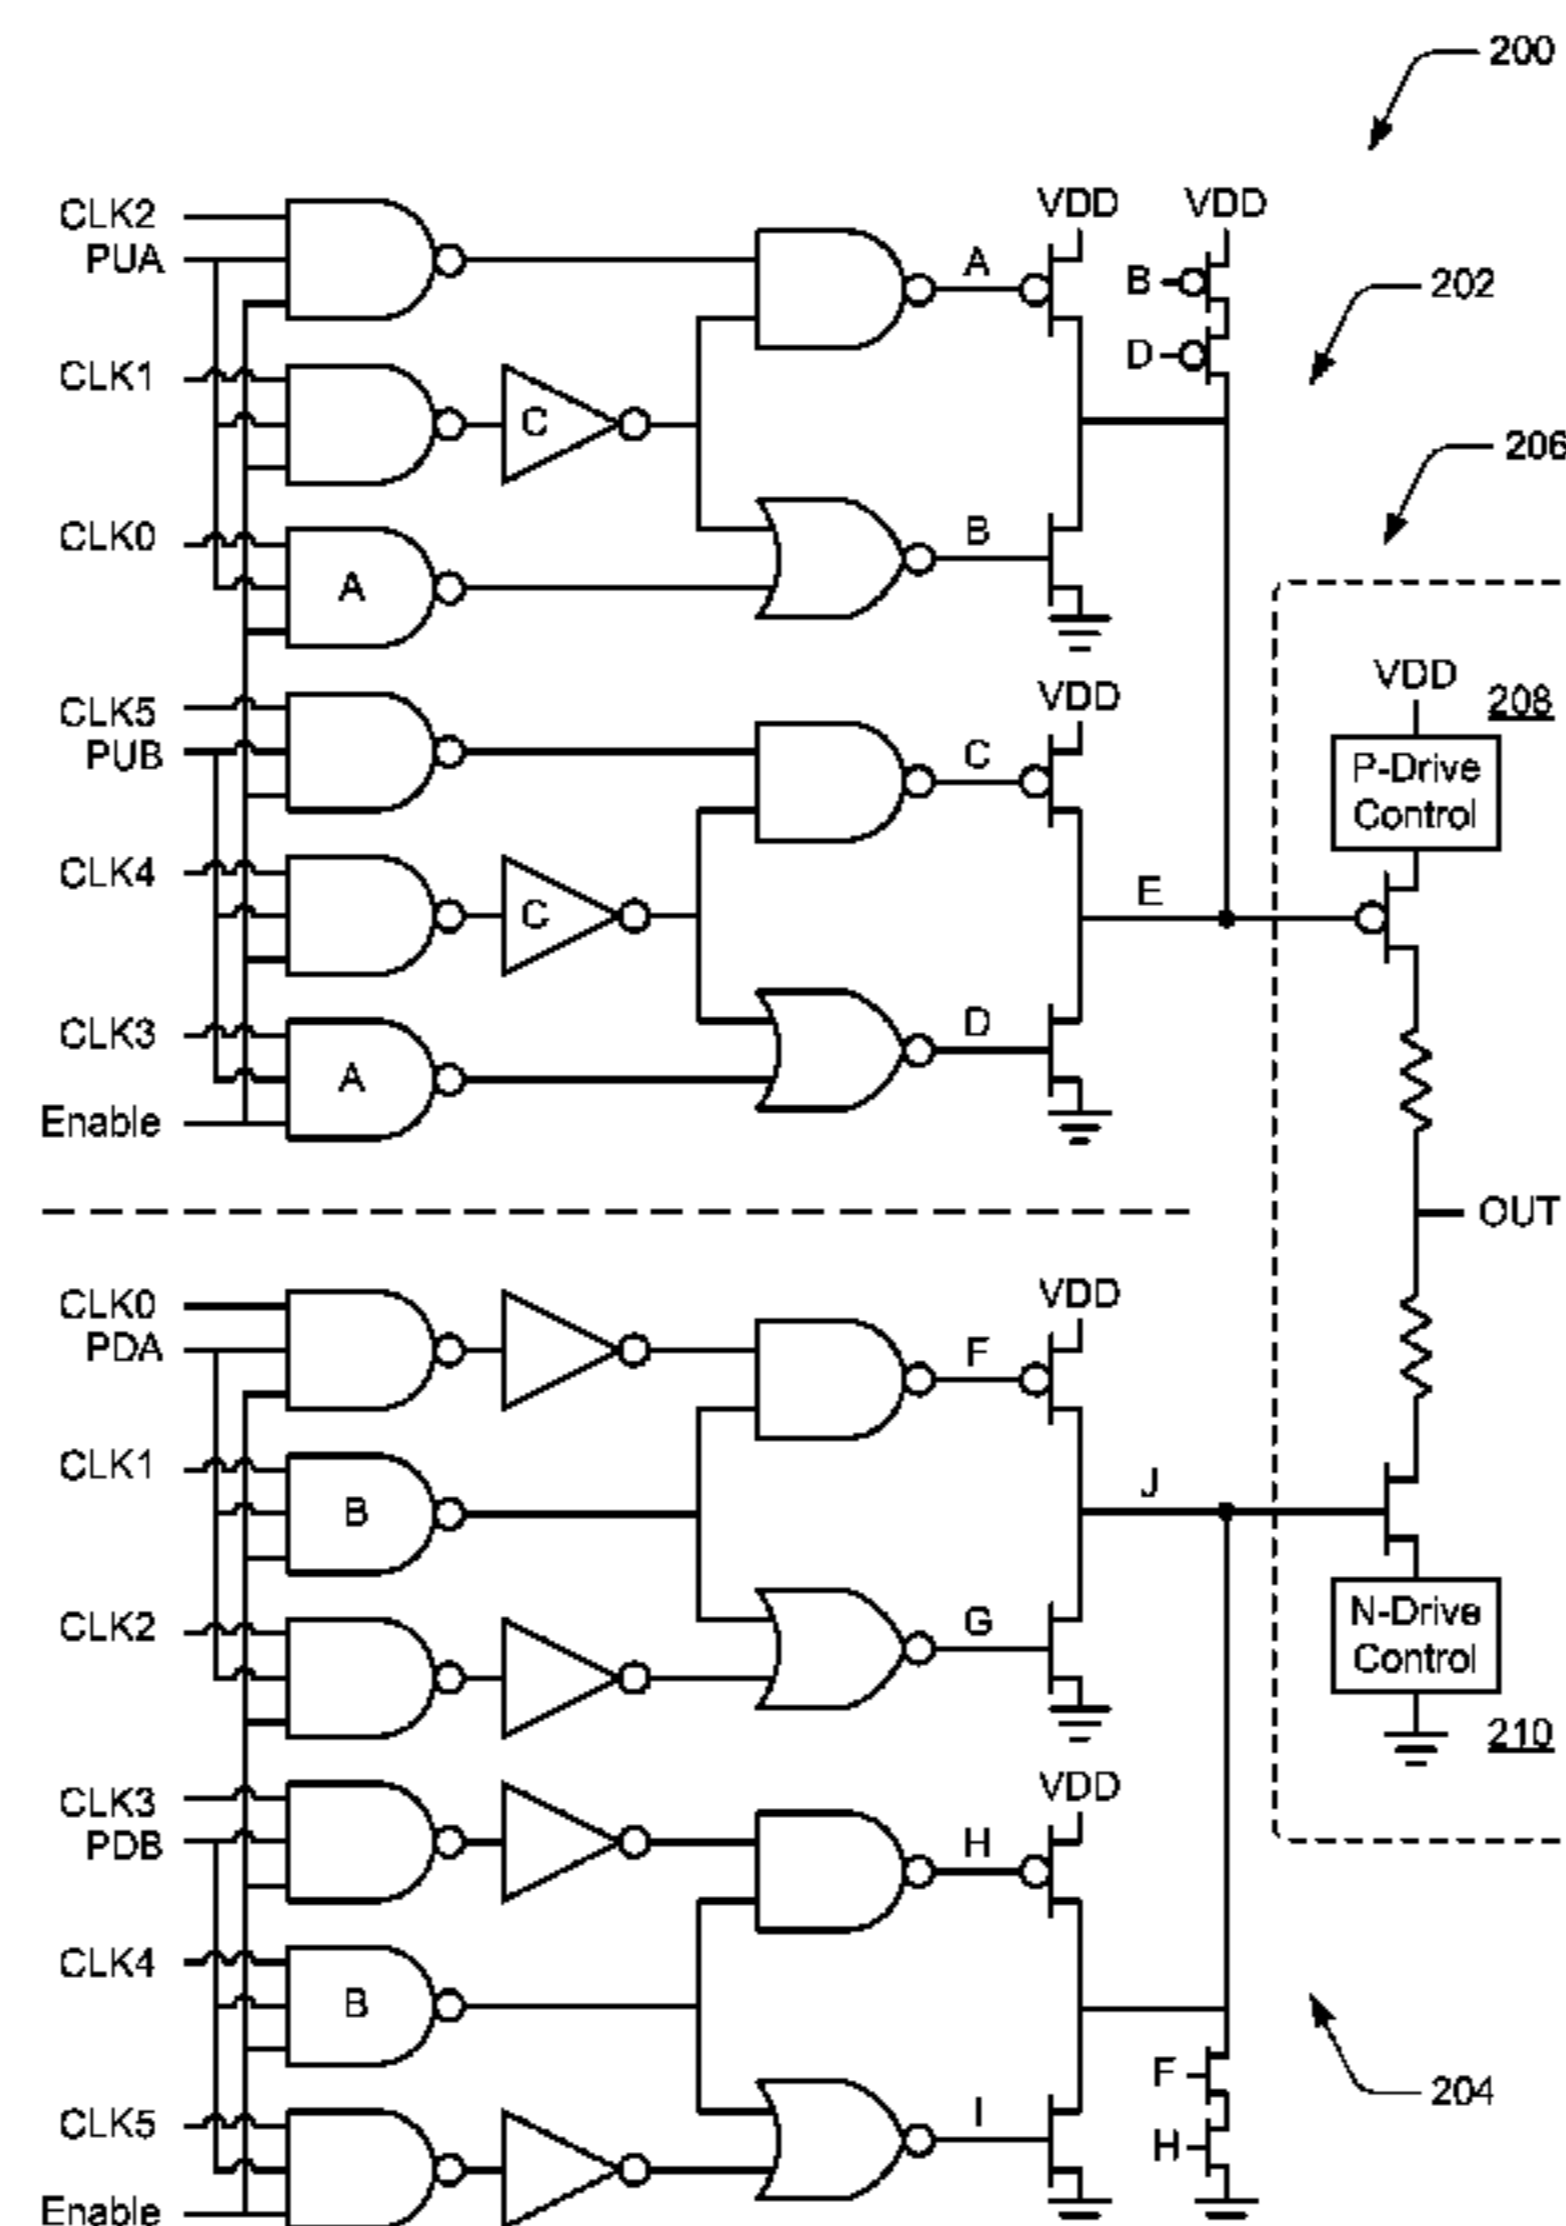 200
VDD VDD
CLK2
PUA
A
B
202
D
CLK1
C
206
CLK0
B
A
VDD
208
CLK5
PUB
VDD
C
P-Drive
Control
CLK4
C
E
CLK3
D
A
Enable
OUT
CLK0
PDA
VDD
F
CLK1
B
J
CLK2
G
N-Drive
Control
210
CLK3
PDB
VDD
H
CLK4
B
F
204
CLK5
I
H
Enable